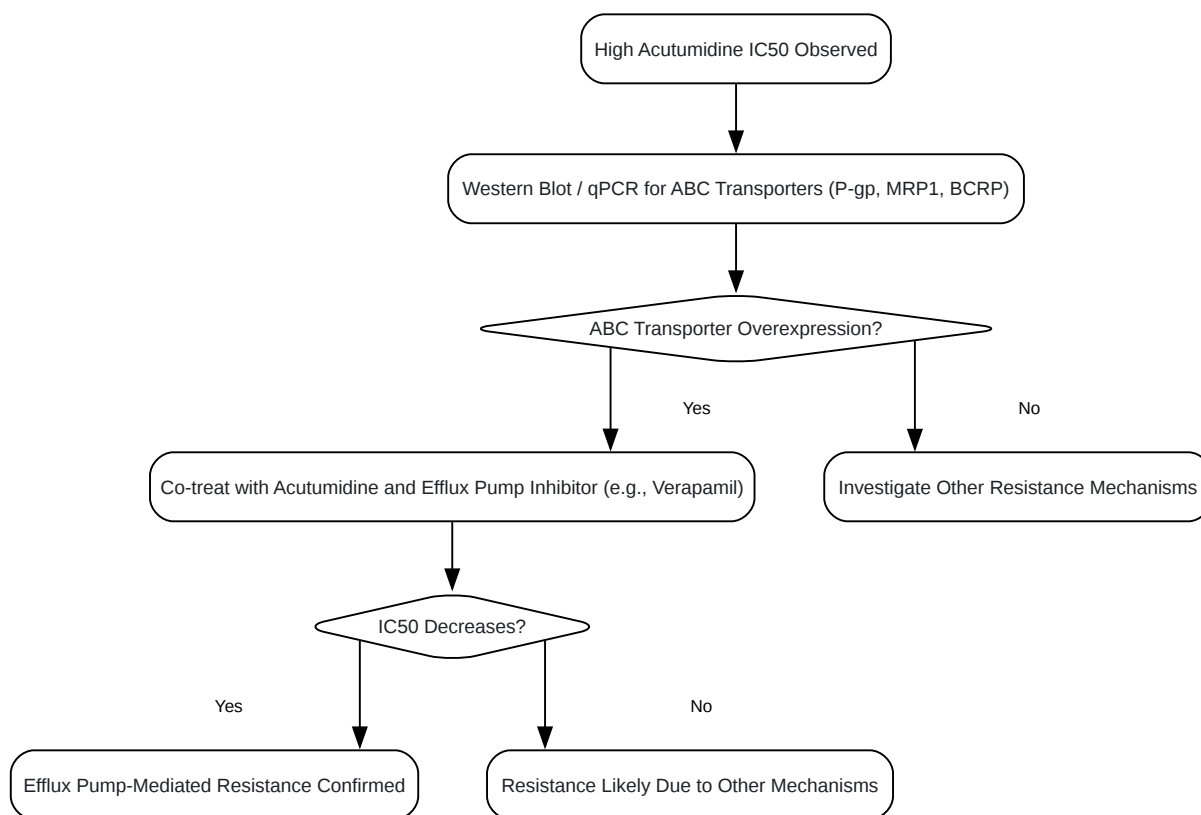 High Acutumidine IC50 Observed
Western Blot / qPCR for ABC Transporters (P-gp, MRP1, BCRP)
ABC Transporter Overexpression?
Yes
No
Co-treat with Acutumidine and Efflux Pump Inhibitor (e.g., Verapamil)
Investigate Other Resistance Mechanisms
IC50 Decreases?
Yes
No
Efflux Pump-Mediated Resistance Confirmed
Resistance Likely Due to Other Mechanisms